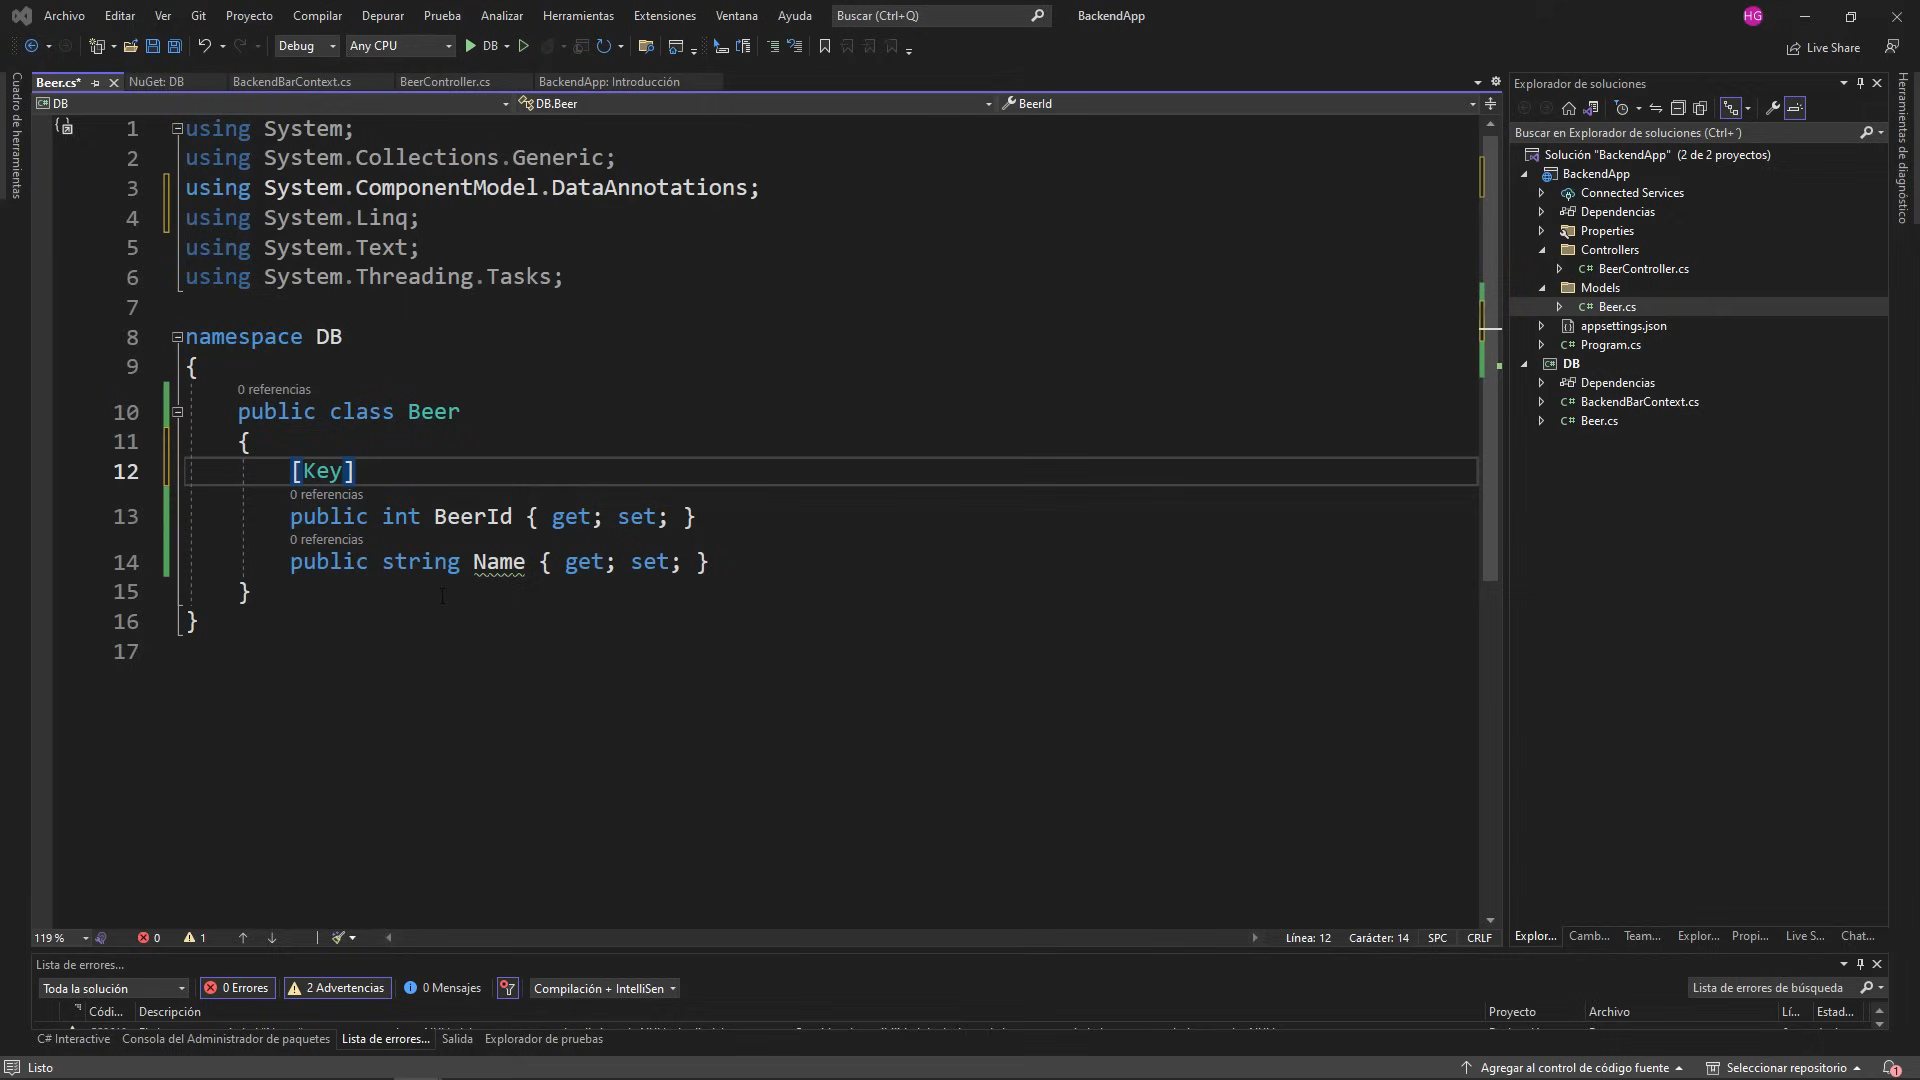 Archivo Editar Ver Git Proyecto Compilar Depurar Prueba Analizar Herramientas Extensiones Ventana Ayuda Buscar (Ctrl+Q) BackendApp HG
Debug Any CPU DB Live Share
Cuadro de herramientas
Beer.cs* NuGet: DB BackendBarContext.cs BeerController.cs BackendApp: Introducción
DB DB.Beer BeerId
1 using System;
2 using System.Collections.Generic;
3 using System.ComponentModel.DataAnnotations;
4 using System.Linq;
5 using System.Text;
6 using System.Threading.Tasks;
7
8 namespace DB
9 {
0 referencias
10 public class Beer
11 {
12 [Key]
0 referencias
13 public int BeerId { get; set; }
0 referencias
14 public string Name { get; set; }
15 }
16 }
17
119 % 0 1 Línea: 12 Carácter: 14 SPC CRLF
Explorador de soluciones
Buscar en Explorador de soluciones (Ctrl+´)
Solución "BackendApp" (2 de 2 proyectos)
BackendApp
Connected Services
Dependencias
Properties
Controllers
C# BeerController.cs
Models
C# Beer.cs
appsettings.json
C# Program.cs
DB
Dependencias
C# BackendBarContext.cs
C# Beer.cs
Explor... Camb... Team... Explor... Propi... Live S... Chat...
Herramientas de diagnóstico
Lista de errores...
Toda la solución 0 Errores 2 Advertencias 0 Mensajes Compilación + IntelliSen Lista de errores de búsqueda
Códi... Descripción Proyecto Archivo Lí... Estad...
C# Interactive Consola del Administrador de paquetes Lista de errores... Salida Explorador de pruebas
Listo Agregar al control de código fuente Seleccionar repositorio 1